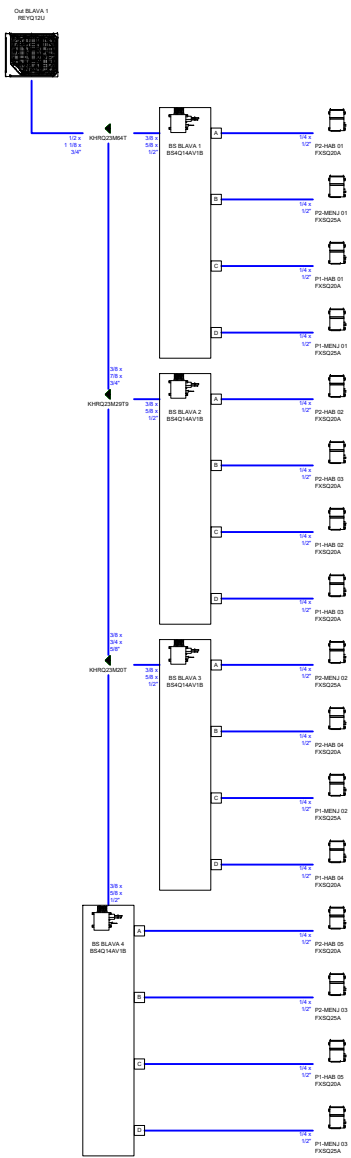 Out BLAVA 1
REYQ12U
1/2 x
1 1/8 x
3/4"
KHRQ23M64T
3/8 x
5/8 x
1/2"
BS BLAVA 1
BS4Q14AV1B
A
1/4 x
1/2"
P2-HAB 01
FXSQ20A
B
1/4 x
1/2"
P2-MENJ 01
FXSQ25A
C
1/4 x
1/2"
P1-HAB 01
FXSQ20A
D
1/4 x
1/2"
P1-MENJ 01
FXSQ25A
3/8 x
7/8 x
3/4"
KHRQ23M29T9
3/8 x
5/8 x
1/2"
BS BLAVA 2
BS4Q14AV1B
A
1/4 x
1/2"
P2-HAB 02
FXSQ20A
B
1/4 x
1/2"
P2-HAB 03
FXSQ20A
C
1/4 x
1/2"
P1-HAB 02
FXSQ20A
D
1/4 x
1/2"
P1-HAB 03
FXSQ20A
3/8 x
3/4 x
5/8"
KHRQ23M20T
3/8 x
5/8 x
1/2"
BS BLAVA 3
BS4Q14AV1B
A
1/4 x
1/2"
P2-MENJ 02
FXSQ25A
B
1/4 x
1/2"
P2-HAB 04
FXSQ20A
C
1/4 x
1/2"
P1-MENJ 02
FXSQ25A
D
1/4 x
1/2"
P1-HAB 04
FXSQ20A
3/8 x
5/8 x
1/2"
BS BLAVA 4
BS4Q14AV1B
A
1/4 x
1/2"
P2-HAB 05
FXSQ20A
B
1/4 x
1/2"
P2-MENJ 03
FXSQ25A
C
1/4 x
1/2"
P1-HAB 05
FXSQ20A
D
1/4 x
1/2"
P1-MENJ 03
FXSQ25A